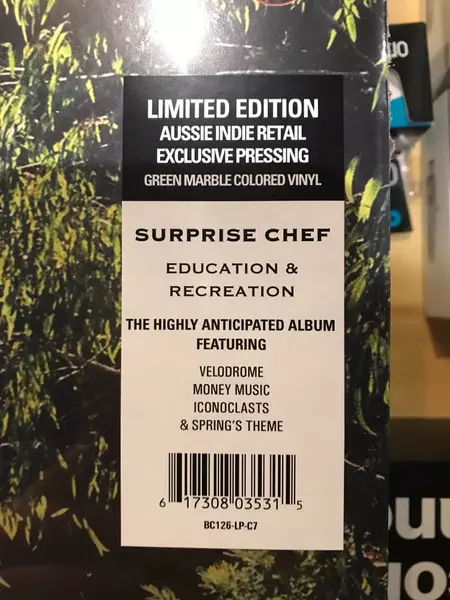 LIMITED EDITION
AUSSIE INDIE RETAIL
EXCLUSIVE PRESSING
GREEN MARBLE COLORED VINYL
SURPRISE CHEF
EDUCATION &
RECREATION
THE HIGHLY ANTICIPATED ALBUM
FEATURING
VELODROME
MONEY MUSIC
ICONOCLASTS
& SPRING'S THEME
6 17308 03531 5
BC126-LP-C7